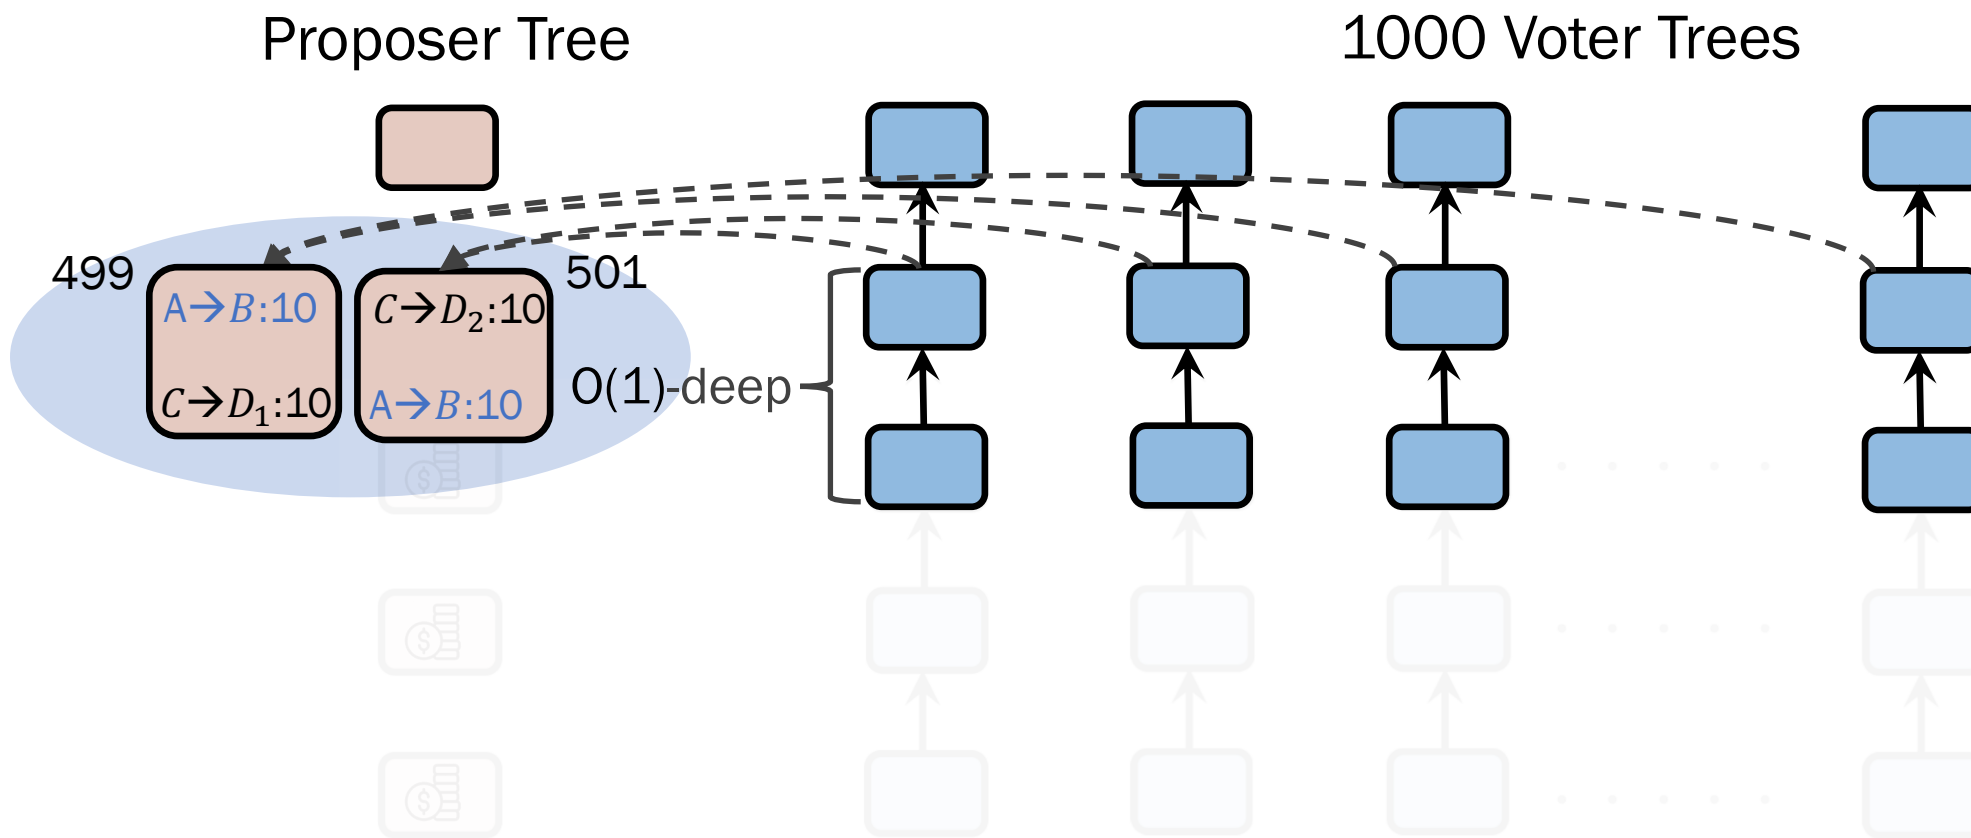 Proposer Tree
1000 Voter Trees
499
A→B:10
C→D₁:10
C→D₂:10
A→B:10
501
O(1)-deep
$
$
$